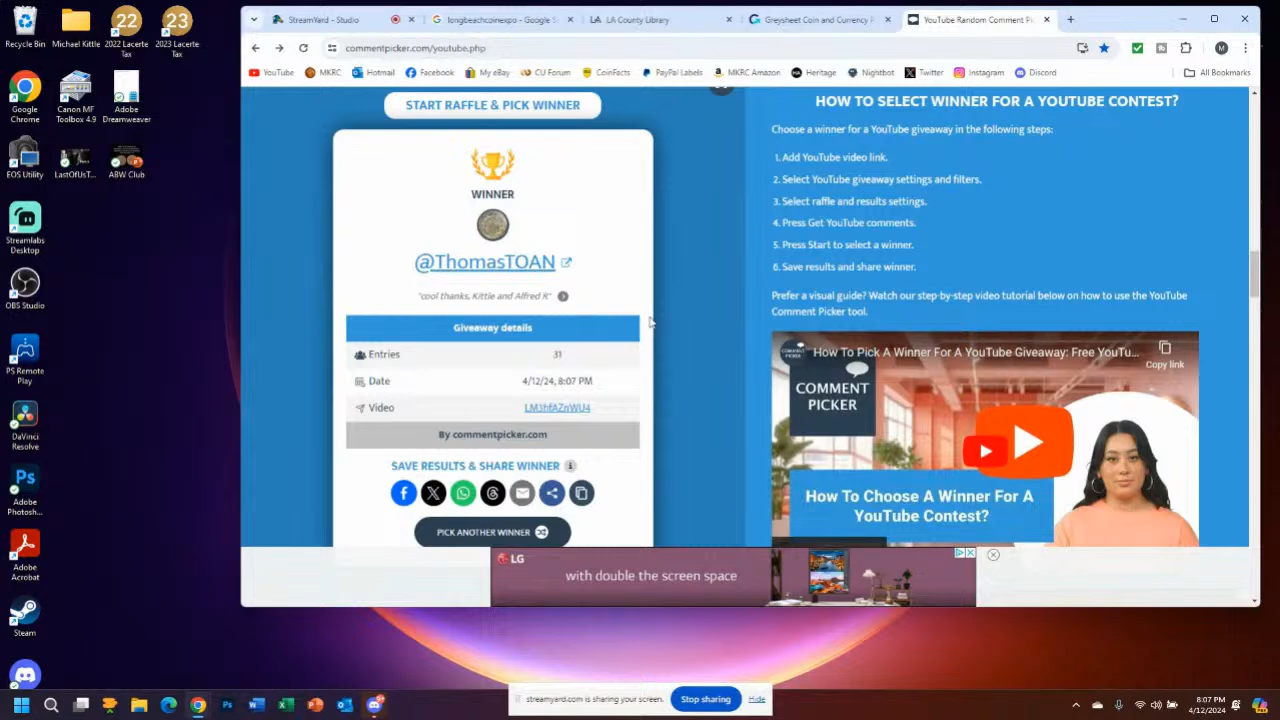 Recycle Bin
Michael Kittle
2022 Lacerte Tax
2023 Lacerte Tax
Google Chrome
Canon MF Toolbox 4.9
Adobe Dreamweaver
EOS Utility
LastOfUsT...
ABW Club
Streamlabs Desktop
OBS Studio
PS Remote Play
DaVinci Resolve
Adobe Photosh...
Adobe Acrobat
Steam
StreamYard - Studio
longbeachcoinexpo - Google S
LA County Library
Greysheet Coin and Currency P
YouTube Random Comment Pi
commentpicker.com/youtube.php
M
YouTube
MKRC
Hotmail
Facebook
My eBay
CU Forum
CoinFacts
PayPal Labels
MKRC Amazon
Heritage
Nightbot
Twitter
Instagram
Discord
All Bookmarks
START RAFFLE & PICK WINNER
WINNER
@ThomasTOAN
Giveaway details
Entries 31
Date 4/12/24, 8:07 PM
Video LM3hfAZnWU4
By commentpicker.com
SAVE RESULTS & SHARE WINNER
PICK ANOTHER WINNER
HOW TO SELECT WINNER FOR A YOUTUBE CONTEST?
Choose a winner for a YouTube giveaway in the following steps:
1. Add YouTube video link.
2. Select YouTube giveaway settings and filters.
3. Select raffle and results settings.
4. Press Get YouTube comments.
5. Press Start to select a winner.
6. Save results and share winner.
Prefer a visual guide? Watch our step-by-step video tutorial below on how to use the YouTube
Comment Picker tool.
How To Pick A Winner For A YouTube Giveaway: Free YouTu...
Copy link
COMMENT
PICKER
How To Choose A Winner For A
YouTube Contest?
LG
with double the screen space
streamyard.com is sharing your screen.
Stop sharing
Hide
8:07 PM
4/12/2024